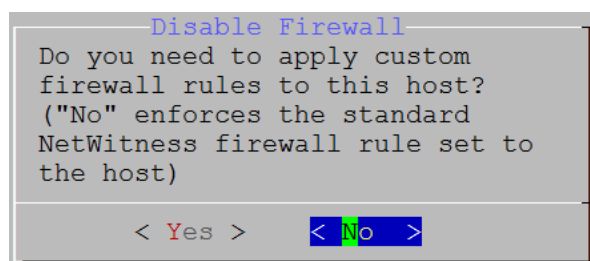 Disable Firewall
Do you need to apply custom
firewall rules to this host?
("No" enforces the standard
NetWitness firewall rule set to
the host)
< Yes > < No >